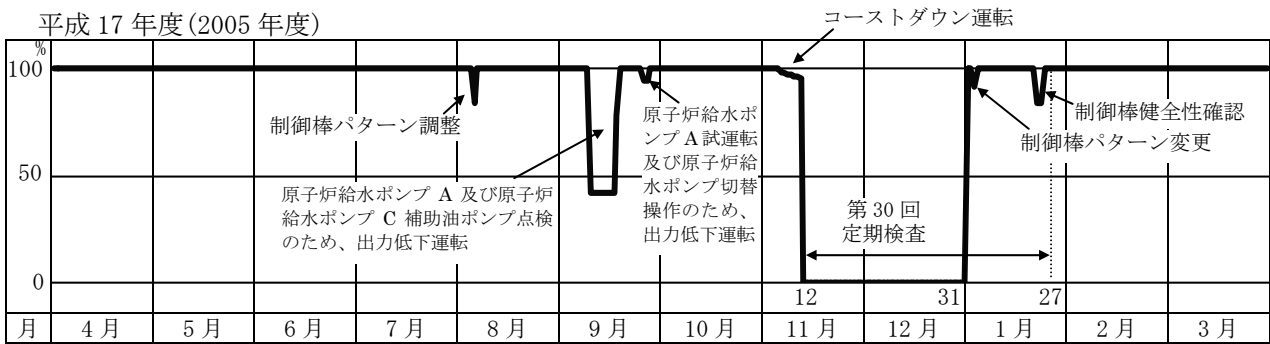 平成 17 年度(2005 年度)
コーストダウン運転
%
100
50
0
制御棒パターン調整
原子炉給水ポンプ A 及び原子炉
給水ポンプ C 補助油ポンプ点検
のため、出力低下運転
原子炉給水ポ
ンプA試運転
及び原子炉給
水ポンプ切替
操作のため、
出力低下運転
第 30 回
定期検査
制御棒健全性確認
制御棒パターン変更
12
31
27
月
4 月
5 月
6 月
7 月
8 月
9 月
10 月
11 月
12 月
1 月
2 月
3 月